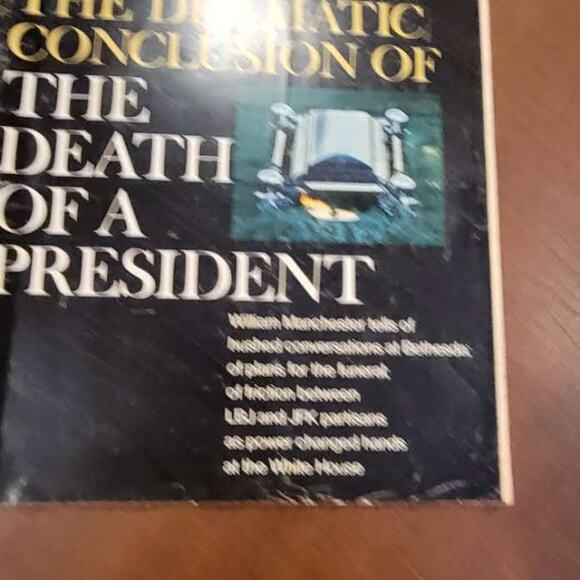 THE DRAMATIC
CONCLUSION OF
THE
DEATH
OF A
PRESIDENT
William Manchester tells of
hushed conversations at Bethesda;
of plans for the funeral;
of friction between
LBJ and JFK partisans
as power changed hands
at the White House